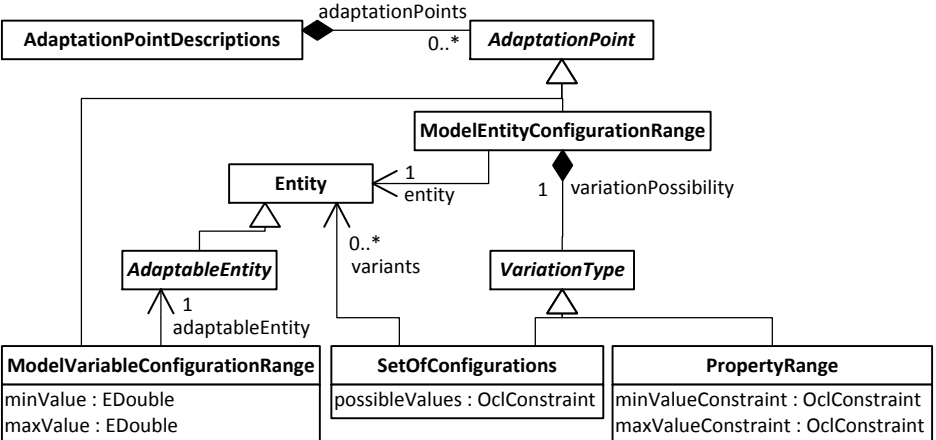 adaptationPoints
AdaptationPointDescriptions
0..*
AdaptationPoint
ModelEntityConfigurationRange
Entity
1
entity
1
variationPossibility
0..*
variants
AdaptableEntity
VariationType
1
adaptableEntity
ModelVariableConfigurationRange
minValue : EDouble
maxValue : EDouble
SetOfConfigurations
possibleValues : OclConstraint
PropertyRange
minValueConstraint : OclConstraint
maxValueConstraint : OclConstraint